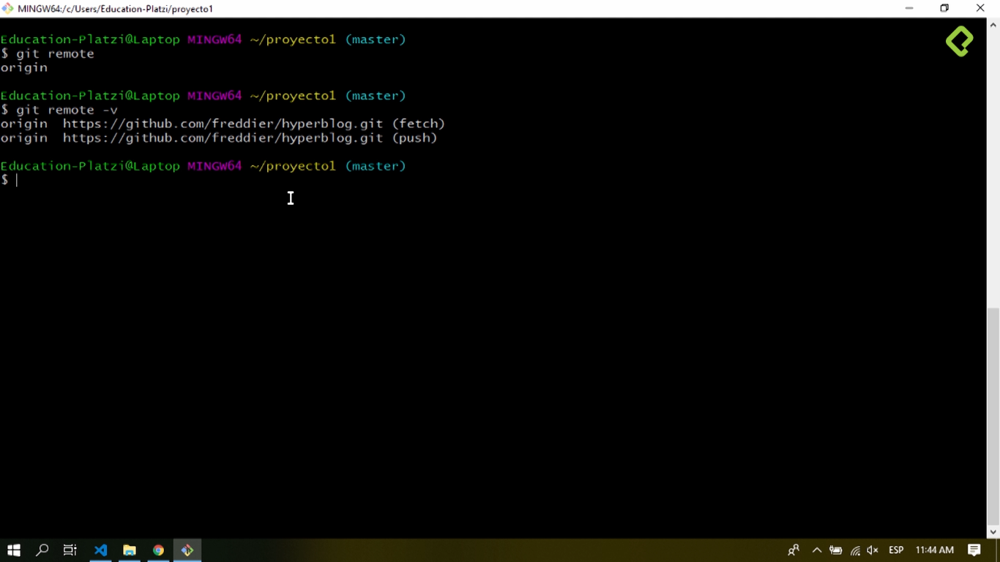 MINGW64:/c/Users/Education-Platzi/proyecto1
Education-Platzi@Laptop MINGW64 ~/proyecto1 (master)
$ git remote
origin
Education-Platzi@Laptop MINGW64 ~/proyecto1 (master)
$ git remote -v
origin  https://github.com/freddier/hyperblog.git (fetch)
origin  https://github.com/freddier/hyperblog.git (push)
Education-Platzi@Laptop MINGW64 ~/proyecto1 (master)
$
ESP 11:44 AM